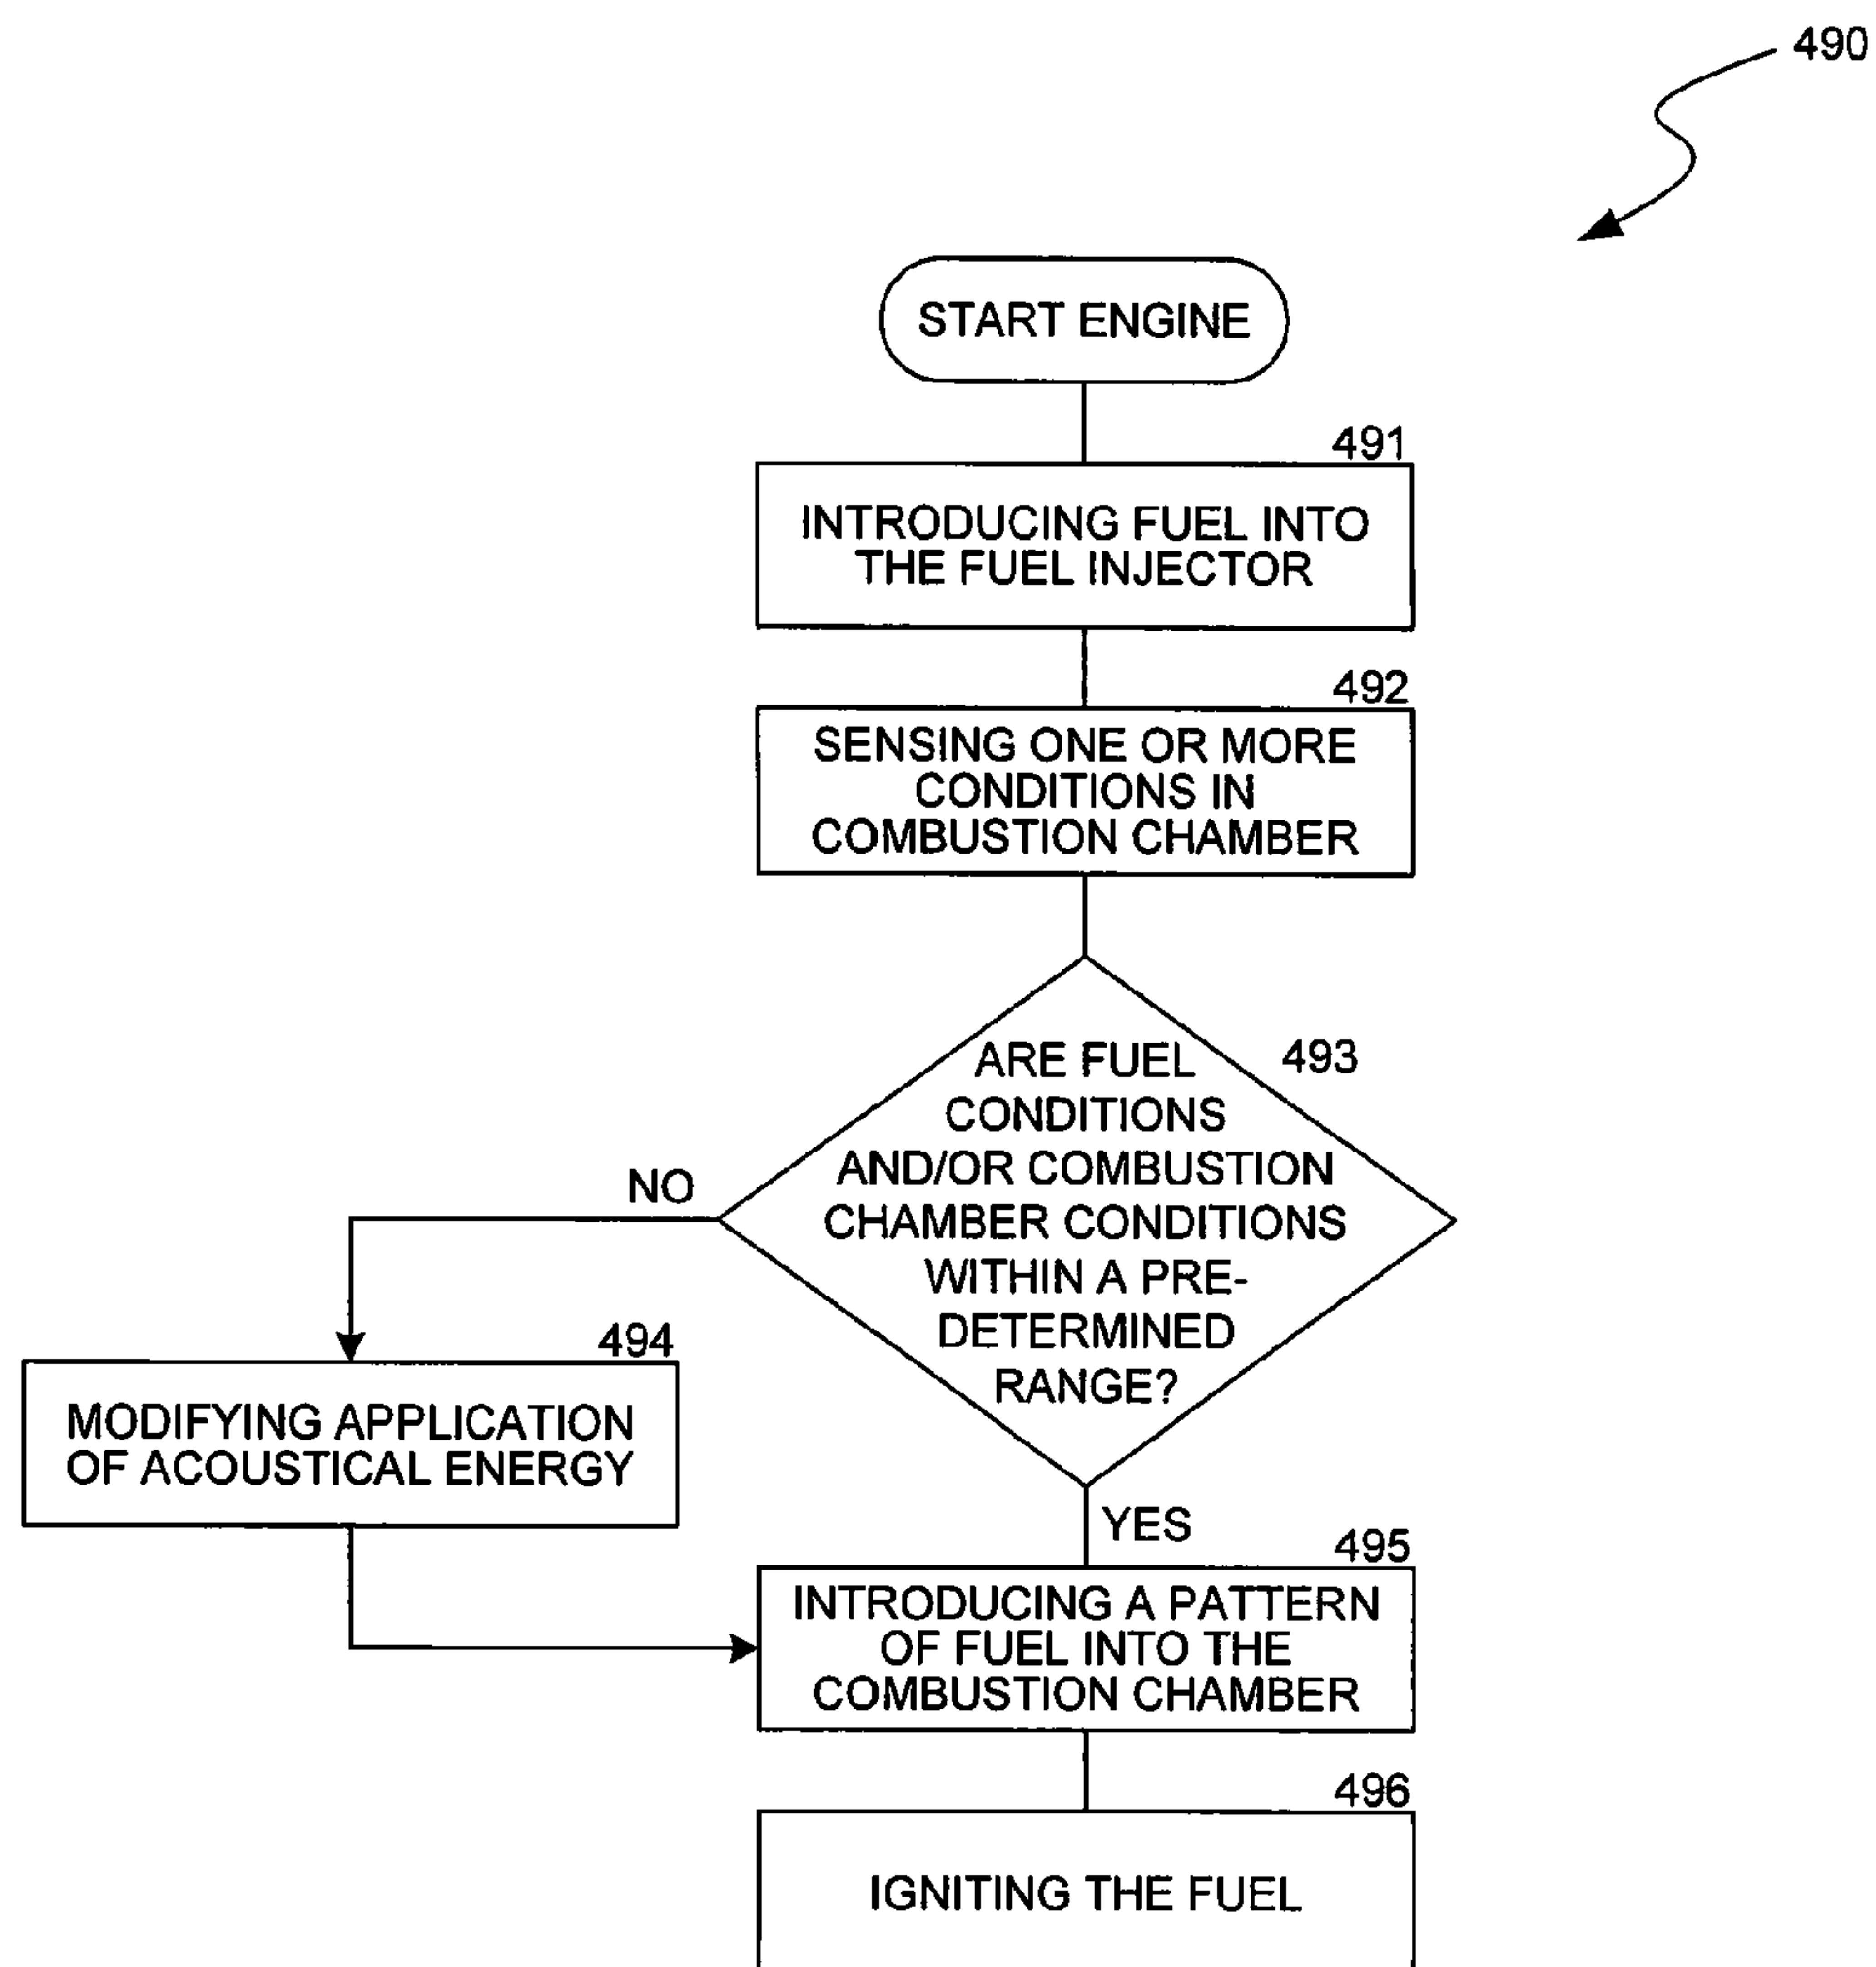 490
START ENGINE
491
INTRODUCING FUEL INTO
THE FUEL INJECTOR
492
SENSING ONE OR MORE
CONDITIONS IN
COMBUSTION CHAMBER
493
ARE FUEL
CONDITIONS
AND/OR COMBUSTION
CHAMBER CONDITIONS
WITHIN A PRE-
DETERMINED
RANGE?
NO
494
MODIFYING APPLICATION
OF ACOUSTICAL ENERGY
YES
495
INTRODUCING A PATTERN
OF FUEL INTO THE
COMBUSTION CHAMBER
496
IGNITING THE FUEL